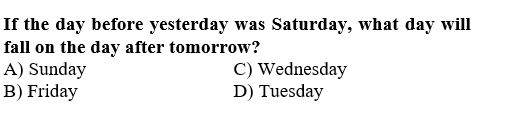 If the day before yesterday was Saturday, what day will
fall on the day after tomorrow?
A) Sunday C) Wednesday
B) Friday D) Tuesday